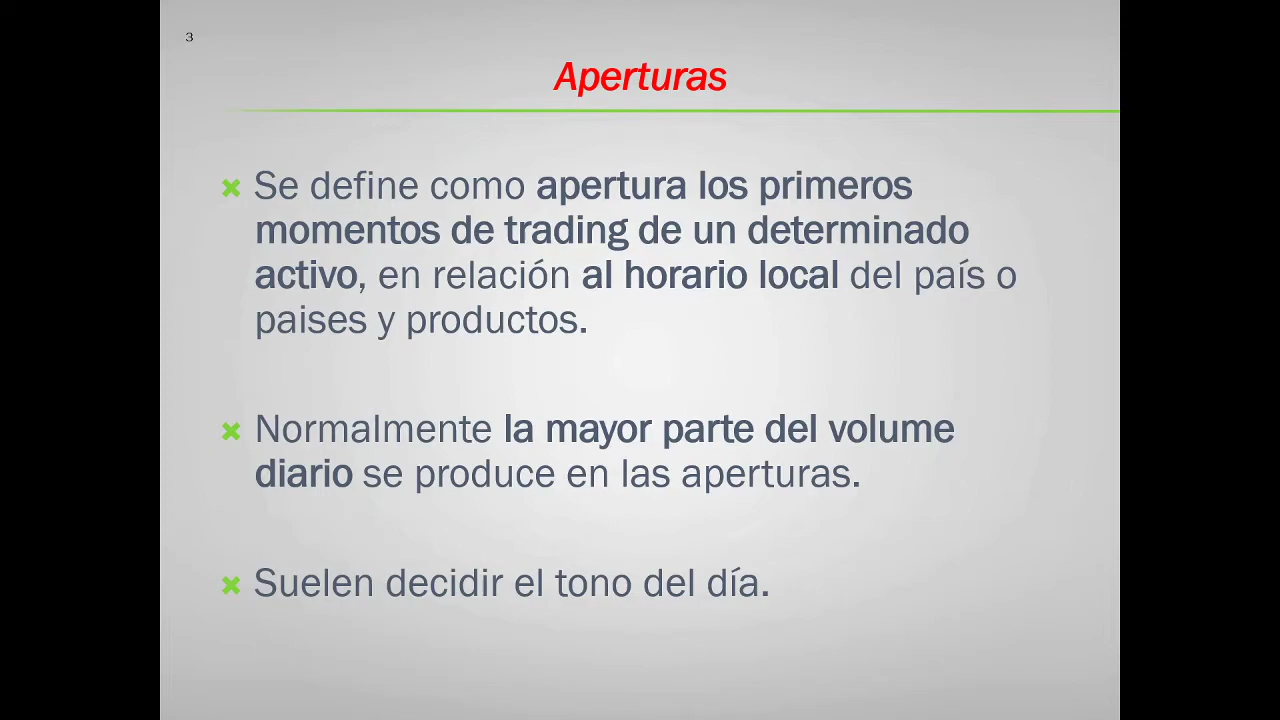 3
Aperturas
Se define como apertura los primeros
momentos de trading de un determinado
activo, en relación al horario local del país o
paises y productos.
Normalmente la mayor parte del volume
diario se produce en las aperturas.
Suelen decidir el tono del día.